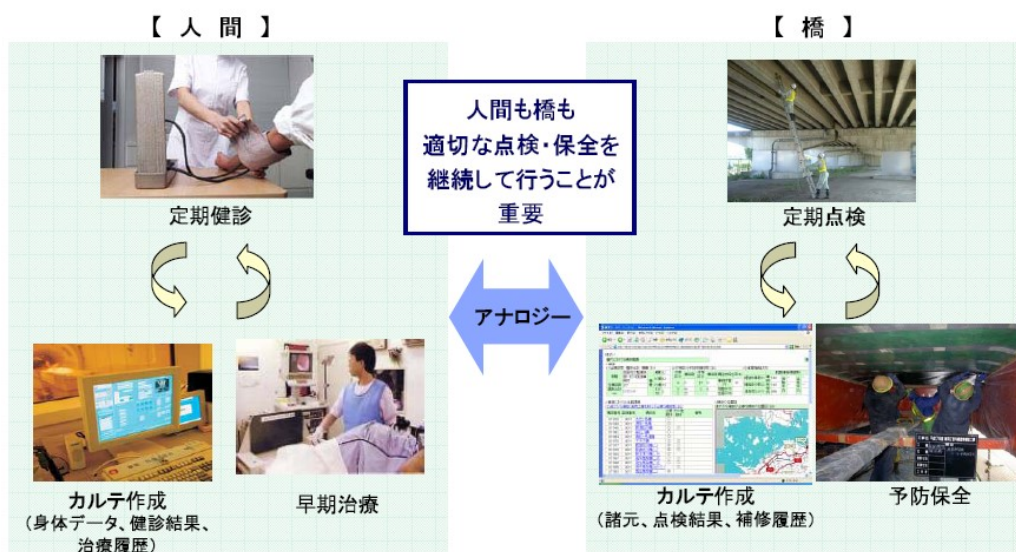 【 人 間 】
【 橋 】
人間も橋も
適切な点検・保全を
継続して行うことが
重要
定期健診
定期点検
アナロジー
カルテ作成
(身体データ、健診結果、
治療履歴)
早期治療
カルテ作成
(諸元、点検結果、補修履歴)
予防保全